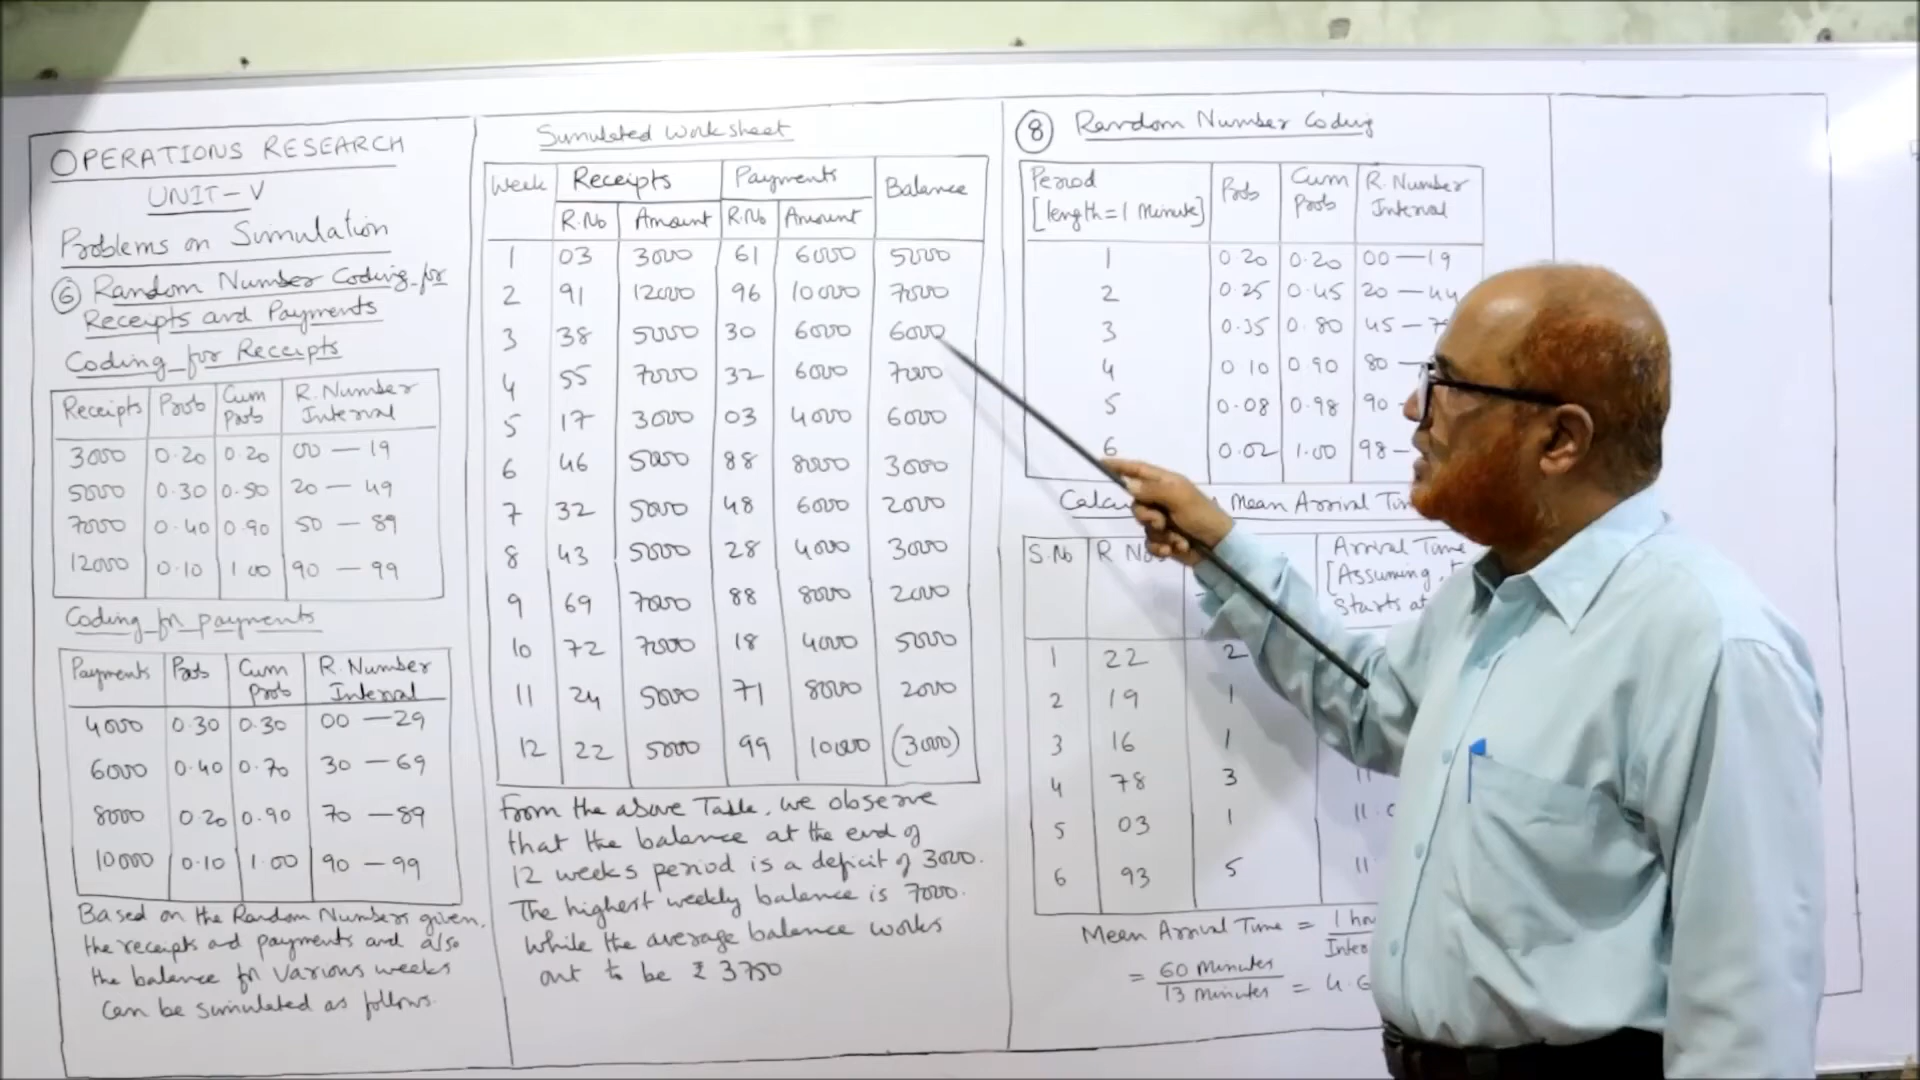 OPERATIONS RESEARCH
UNIT-V
Problems on Simulation
6 Random Number Coding for
Receipts and Payments
Coding for Receipts
Receipts Prob Cum Prob R. Number Interval
3000 0.20 0.20 00 — 19
5000 0.30 0.50 20 — 49
7000 0.40 0.90 50 — 89
12000 0.10 1.00 90 — 99
Coding for payments
Payments Prob Cum Prob R. Number Interval
4000 0.30 0.30 00 — 29
6000 0.40 0.70 30 — 69
8000 0.20 0.90 70 — 89
10000 0.10 1.00 90 — 99
Based on the Random Numbers given,
the receipts and payments and also
the balance for various weeks
can be simulated as follows.
Simulated Worksheet
Week Receipts Payments Balance
R.No Amount R.No Amount
1 03 3000 61 6000 5000
2 91 12000 96 10000 7000
3 38 5000 30 6000 6000
4 55 7000 32 6000 7000
5 17 3000 03 4000 6000
6 46 5000 88 8000 3000
7 32 5000 48 6000 2000
8 43 5000 28 4000 3000
9 69 7000 88 8000 2000
10 72 7000 18 4000 5000
11 24 5000 71 8000 2000
12 22 5000 99 10000 (3000)
From the above Table, we observe
that the balance at the end of
12 weeks period is a deficit of 3000.
The highest weekly balance is 7000.
while the average balance works
out to be ₹ 3750
8 Random Number Coding
Period [length=1 Minute] Prob Cum Prob R. Number Interval
1 0.20 0.20 00 — 19
2 0.25 0.45 20 — 44
3 0.35 0.80 45 — 7
4 0.10 0.90 80 —
5 0.08 0.98 90 -
6 0.02 1.00 98 -
Mean Arrival
S.No R Nos Arrival Time
[Assuming,
Starts at
1 22 2
2 19 1
3 16 1
4 78 3 11
5 03 1 11.0
6 93 5 11
Mean Arrival Time = 1
= 60 Minutes / 13 Minutes = 4.6